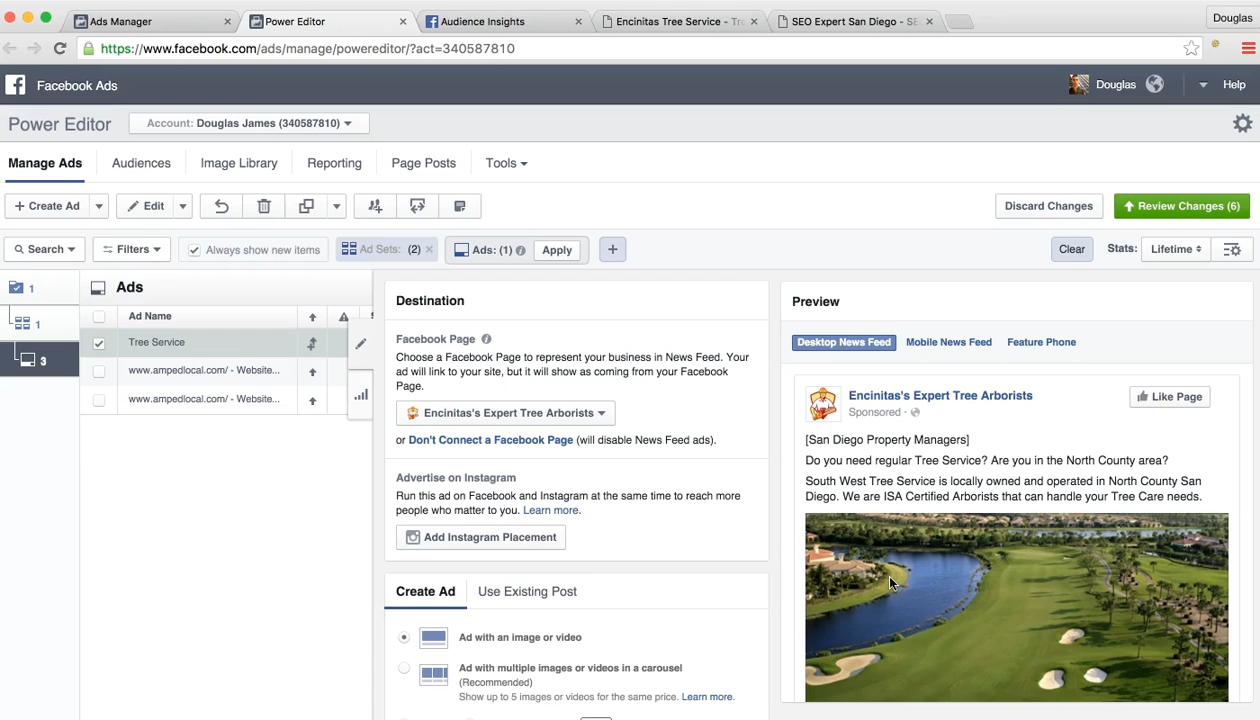 Ads Manager
Power Editor
Audience Insights
Encinitas Tree Service - Tre
SEO Expert San Diego - SE
Douglas
https://www.facebook.com/ads/manage/powereditor/?act=340587810
Facebook Ads
Douglas
Help
Power Editor
Account: Douglas James (340587810)
Manage Ads
Audiences
Image Library
Reporting
Page Posts
Tools
+ Create Ad
Edit
Discard Changes
Review Changes (6)
Search
Filters
Always show new items
Ad Sets: (2)
Ads: (1)
Apply
+
Clear
Stats:
Lifetime
1
1
3
Ads
Ad Name
Tree Service
www.ampedlocal.com/ - Website...
www.ampedlocal.com/ - Website...
Destination
Facebook Page
Choose a Facebook Page to represent your business in News Feed. Your
ad will link to your site, but it will show as coming from your Facebook
Page.
Encinitas's Expert Tree Arborists
or Don't Connect a Facebook Page (will disable News Feed ads).
Advertise on Instagram
Run this ad on Facebook and Instagram at the same time to reach more
people who matter to you. Learn more.
Add Instagram Placement
Create Ad
Use Existing Post
Ad with an image or video
Ad with multiple images or videos in a carousel
(Recommended)
Show up to 5 images or videos for the same price. Learn more.
Preview
Desktop News Feed
Mobile News Feed
Feature Phone
Encinitas's Expert Tree Arborists
Sponsored ·
Like Page
[San Diego Property Managers]
Do you need regular Tree Service? Are you in the North County area?
South West Tree Service is locally owned and operated in North County San
Diego. We are ISA Certified Arborists that can handle your Tree Care needs.